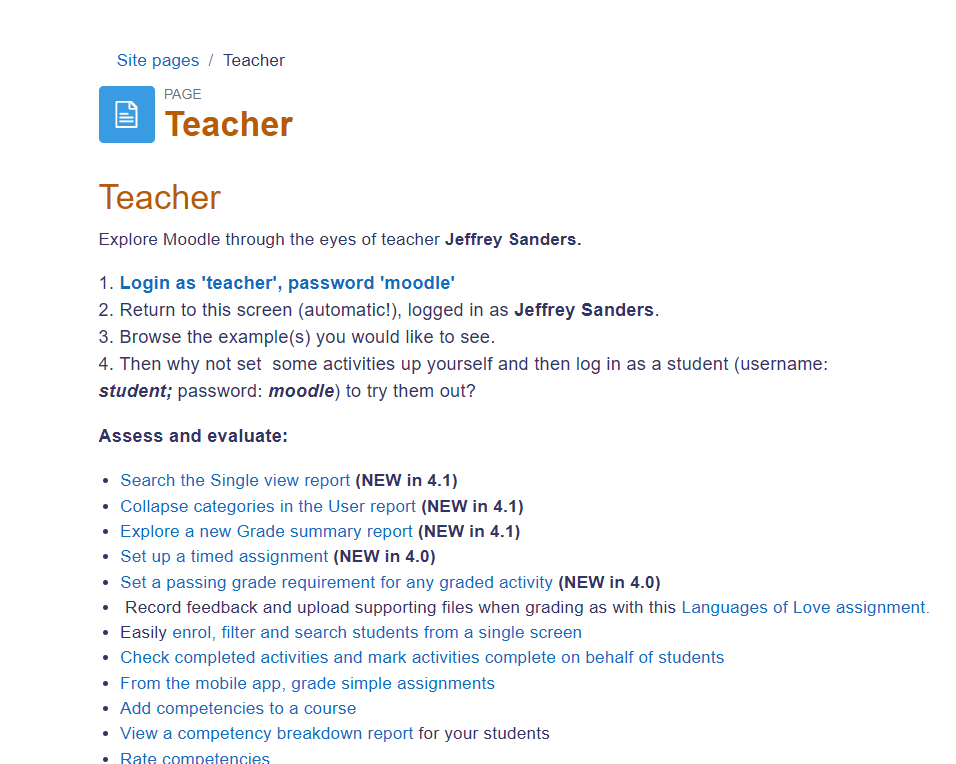 Site pages / Teacher
PAGE
Teacher
Teacher
Explore Moodle through the eyes of teacher Jeffrey Sanders.
1. Login as 'teacher', password 'moodle'
2. Return to this screen (automatic!), logged in as Jeffrey Sanders.
3. Browse the example(s) you would like to see.
4. Then why not set  some activities up yourself and then log in as a student (username:
student; password: moodle) to try them out?
Assess and evaluate:
• Search the Single view report (NEW in 4.1)
• Collapse categories in the User report (NEW in 4.1)
• Explore a new Grade summary report (NEW in 4.1)
• Set up a timed assignment (NEW in 4.0)
• Set a passing grade requirement for any graded activity (NEW in 4.0)
• Record feedback and upload supporting files when grading as with this Languages of Love assignment.
• Easily enrol, filter and search students from a single screen
• Check completed activities and mark activities complete on behalf of students
• From the mobile app, grade simple assignments
• Add competencies to a course
• View a competency breakdown report for your students
• Rate competencies